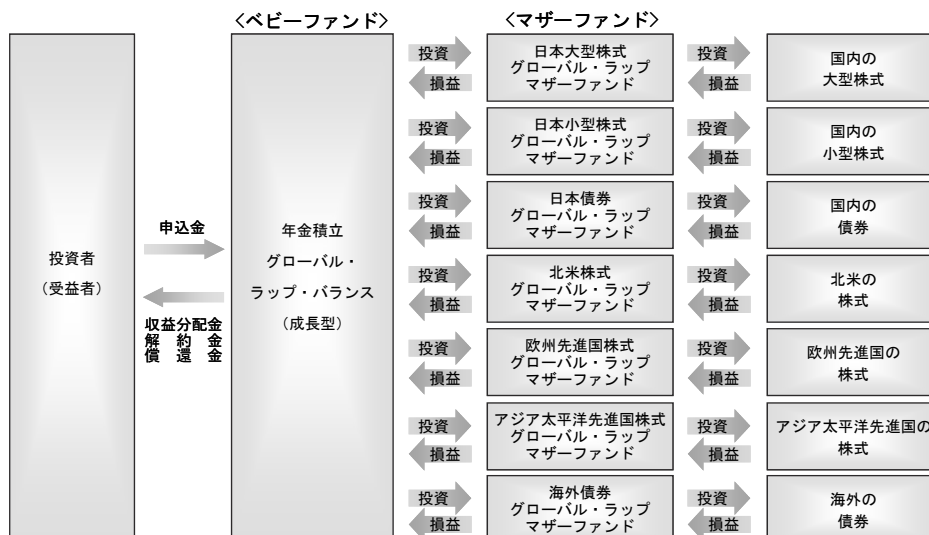 <ベビーファンド>
<マザーファンド>
投資者
(受益者)
申込金
収益分配金
解約金
償還金
年金積立
グローバル・
ラップ・バランス
(成長型)
投資
損益
日本大型株式
グローバル・ラップ
マザーファンド
投資
損益
国内の
大型株式
投資
損益
日本小型株式
グローバル・ラップ
マザーファンド
投資
損益
国内の
小型株式
投資
損益
日本債券
グローバル・ラップ
マザーファンド
投資
損益
国内の
債券
投資
損益
北米株式
グローバル・ラップ
マザーファンド
投資
損益
北米の
株式
投資
損益
欧州先進国株式
グローバル・ラップ
マザーファンド
投資
損益
欧州先進国の
株式
投資
損益
アジア太平洋先進国株式
グローバル・ラップ
マザーファンド
投資
損益
アジア太平洋先進国の
株式
投資
損益
海外債券
グローバル・ラップ
マザーファンド
投資
損益
海外の
債券